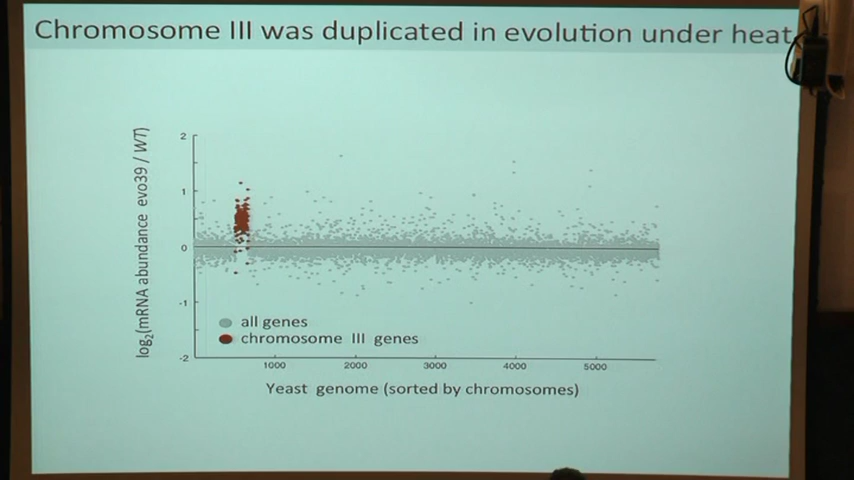 Chromosome III was duplicated in evolution under heat
log2(mRNA abundance evo39 / WT)
2
1
0
-1
-2
all genes
chromosome III genes
1000 2000 3000 4000 5000
Yeast genome (sorted by chromosomes)